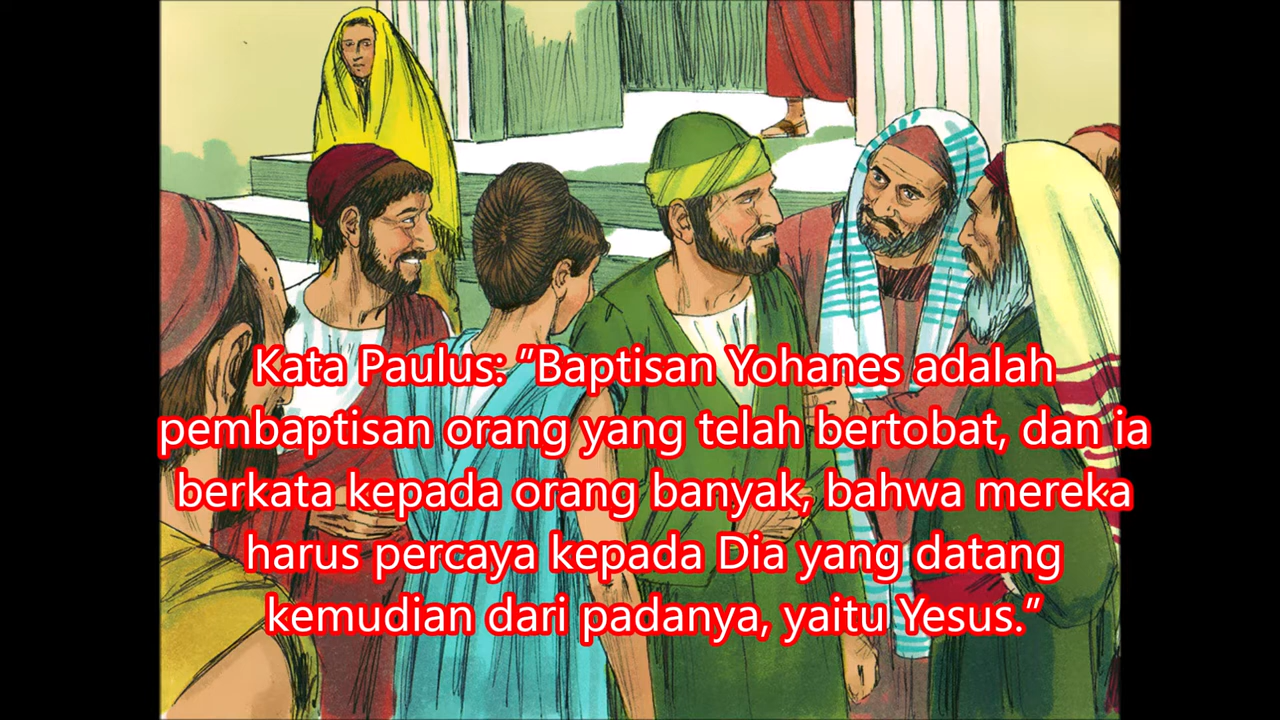 Kata Paulus: ”Baptisan Yohanes adalah
pembaptisan orang yang telah bertobat, dan ia
berkata kepada orang banyak, bahwa mereka
harus percaya kepada Dia yang datang
kemudian dari padanya, yaitu Yesus.”